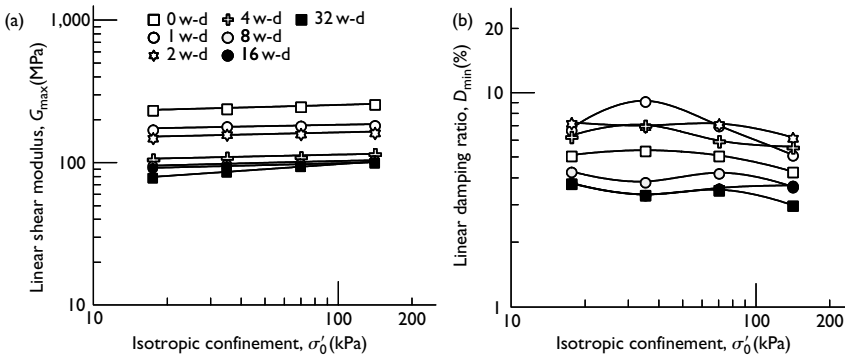 (a)
1,000
0 w-d
4 w-d
32 w-d
1 w-d
8 w-d
2 w-d
16 w-d
100
10
Linear shear modulus, Gmax(MPa)
10
100
200
Isotropic confinement, σ′0 (kPa)
(b)
10
1
Linear damping ratio, Dmin(%)
10
100
200
Isotropic confinement, σ′0 (kPa)